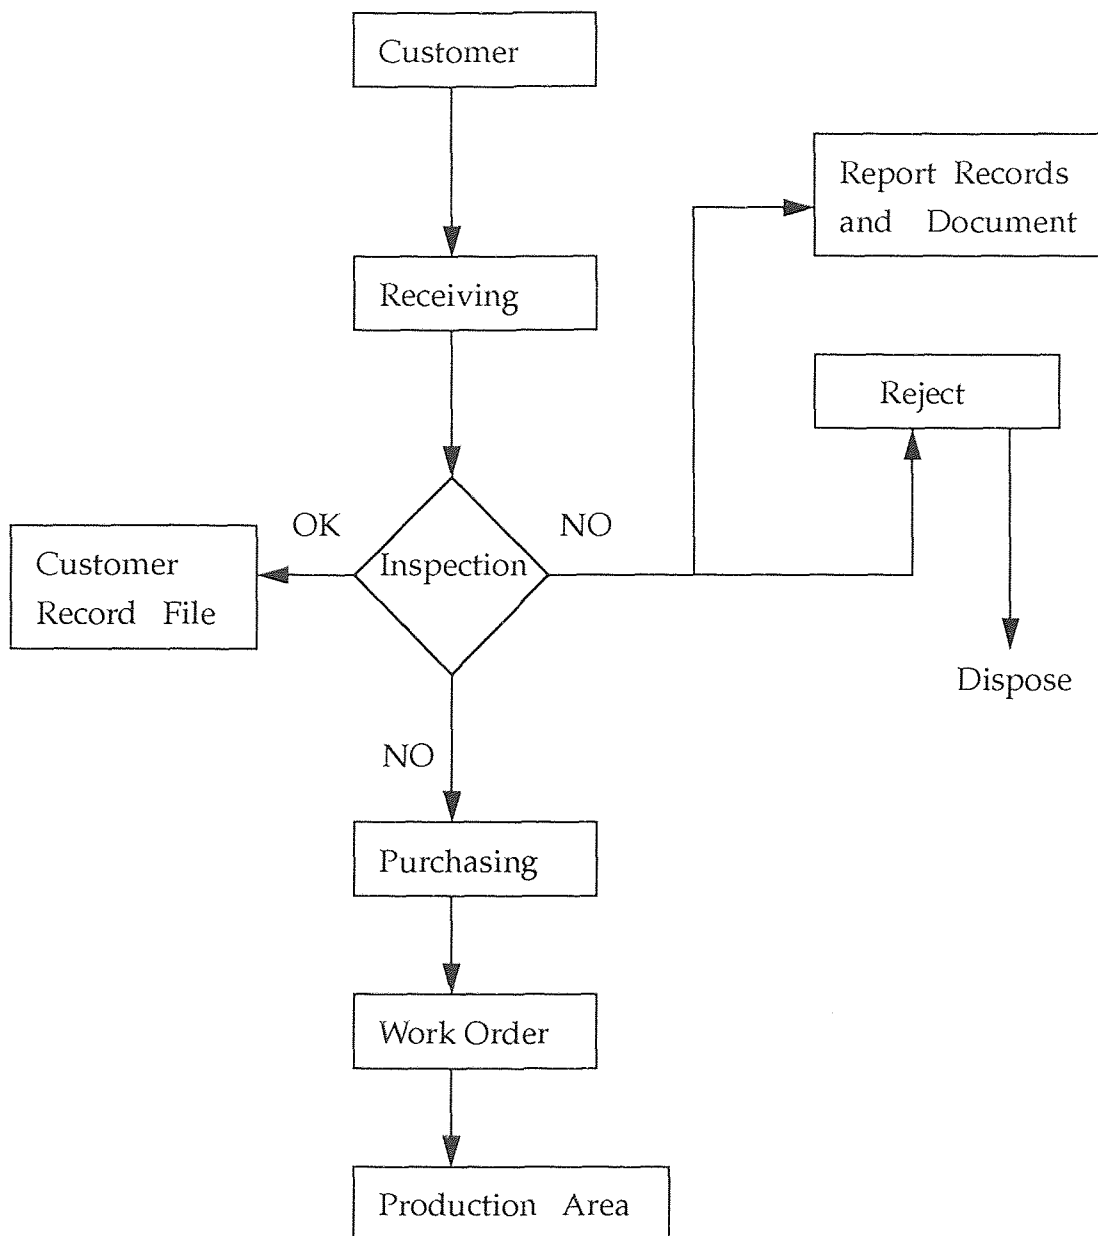 Customer
Report Records
and Document
Receiving
Reject
OK
NO
Inspection
Customer
Record File
Dispose
NO
Purchasing
Work Order
Production Area